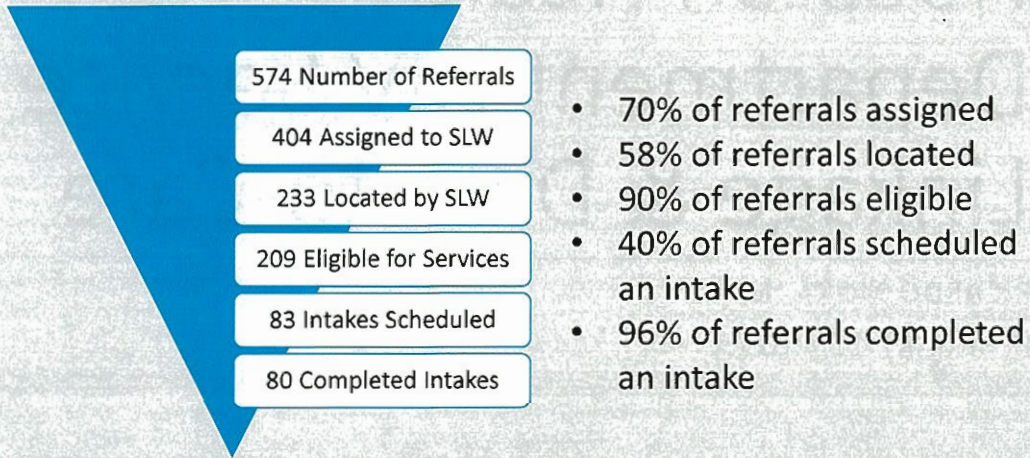 574 Number of Referrals
404 Assigned to SLW
233 Located by SLW
209 Eligible for Services
83 Intakes Scheduled
80 Completed Intakes
• 70% of referrals assigned
• 58% of referrals located
• 90% of referrals eligible
• 40% of referrals scheduled
an intake
• 96% of referrals completed
an intake